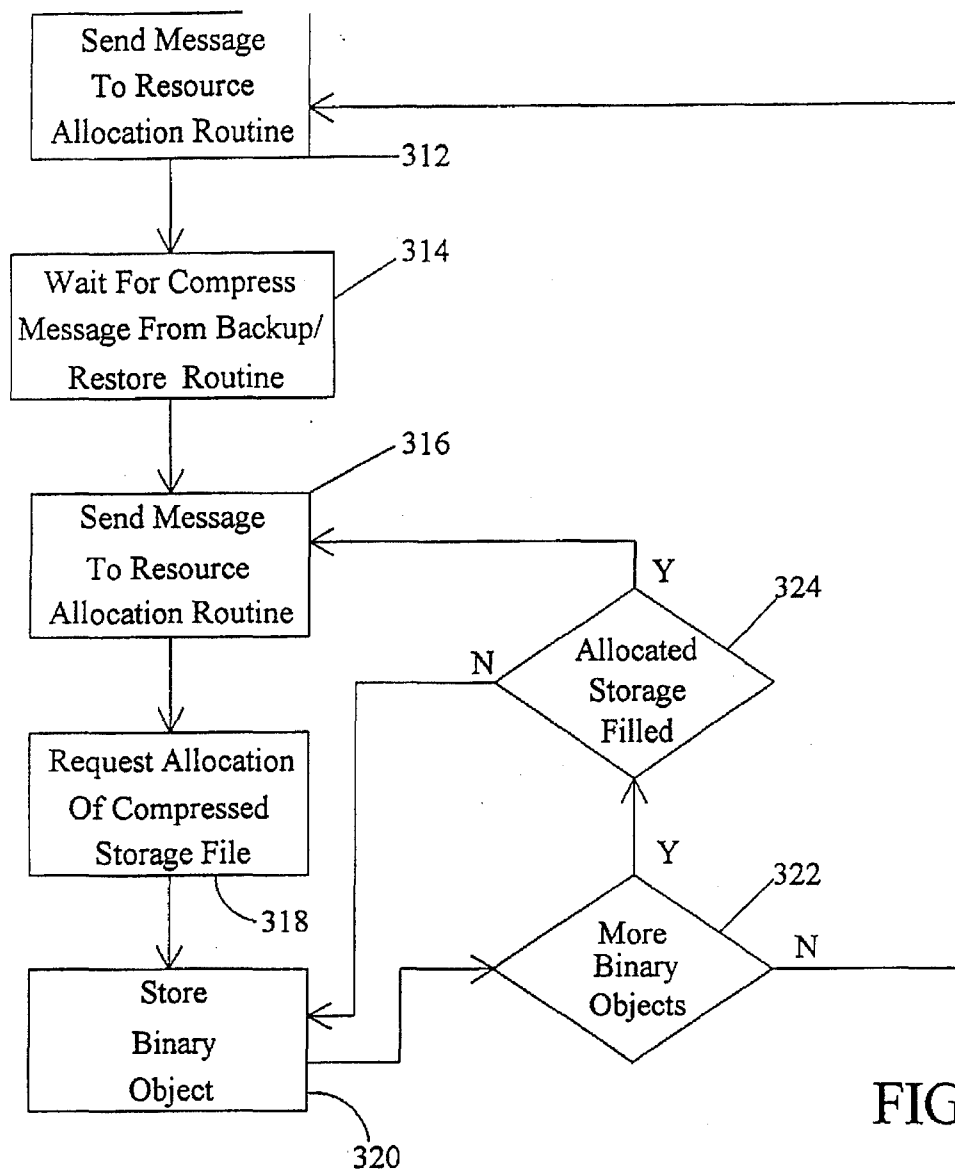 Send Message
To Resource
Allocation Routine
312
Wait For Compress
Message From Backup/
Restore Routine
314
316
Send Message
To Resource
Allocation Routine
Y
324
N
Allocated
Storage
Filled
Request Allocation
Of Compressed
Storage File
318
Y
322
More
Binary
Objects
N
Store
Binary
Object
320
FIG